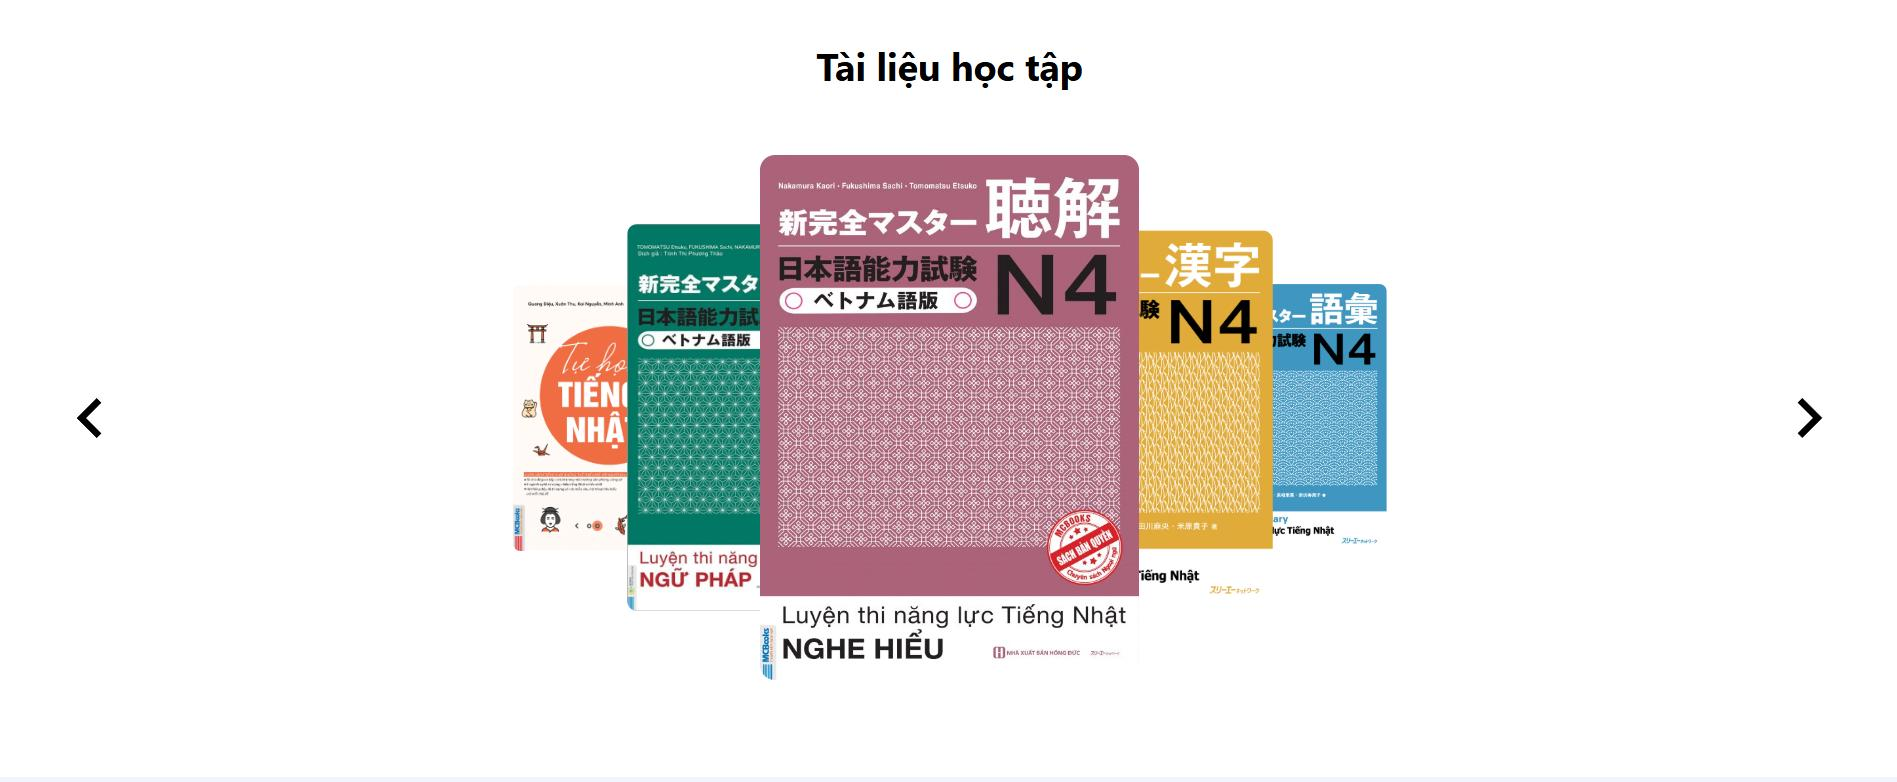 Tài liệu học tập
Quang Diệu, Xuân Thu, Kai Nguyễn, Minh Anh
Tự họ
TIẾNG
NHẬ
MCBooks
TOMOMATSU Etsuko, FUKUSHIMA Sachi, NAKAMUR
Dịch giả : Trịnh Thị Phương Thảo
新完全マスタ
日本語能力試
ベトナム語版
Luyện thi năng
NGỮ PHÁP
Nakamura Kaori・Fukushima Sachi・Tomomatsu Etsuko
新完全マスター 聴解
日本語能力試験 N4
ベトナム語版
MCBOOKS
SÁCH BẢN QUYỀN
Chuyên sách Ngoại ngữ
Luyện thi năng lực Tiếng Nhật
NGHE HIỂU
MCBooks
NHÀ XUẤT BẢN HỒNG ĐỨC
スリーエーネットワーク
ー漢字
験 N4
田川麻央・米原貴子 著
Tiếng Nhật
スリーエーネットワーク
スター 語彙
力試験 N4
ary
lực Tiếng Nhật
スリーエーネットワーク